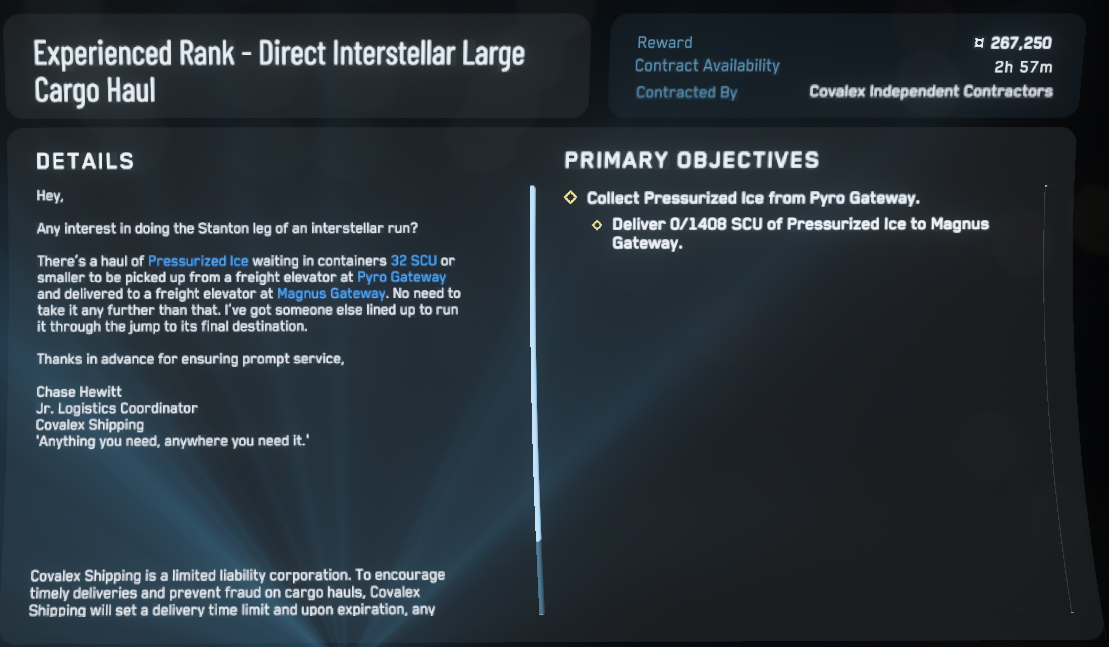 Experienced Rank - Direct Interstellar Large
Cargo Haul
Reward ¤ 267,250
Contract Availability 2h 57m
Contracted By Covalex Independent Contractors
DETAILS
Hey,
Any interest in doing the Stanton leg of an interstellar run?
There's a haul of Pressurized Ice waiting in containers 32 SCU or
smaller to be picked up from a freight elevator at Pyro Gateway
and delivered to a freight elevator at Magnus Gateway. No need to
take it any further than that. I've got someone else lined up to run
it through the jump to its final destination.
Thanks in advance for ensuring prompt service,
Chase Hewitt
Jr. Logistics Coordinator
Covalex Shipping
'Anything you need, anywhere you need it.'
Covalex Shipping is a limited liability corporation. To encourage
timely deliveries and prevent fraud on cargo hauls, Covalex
Shipping will set a delivery time limit and upon expiration, any
PRIMARY OBJECTIVES
Collect Pressurized Ice from Pyro Gateway.
Deliver 0/1408 SCU of Pressurized Ice to Magnus
Gateway.